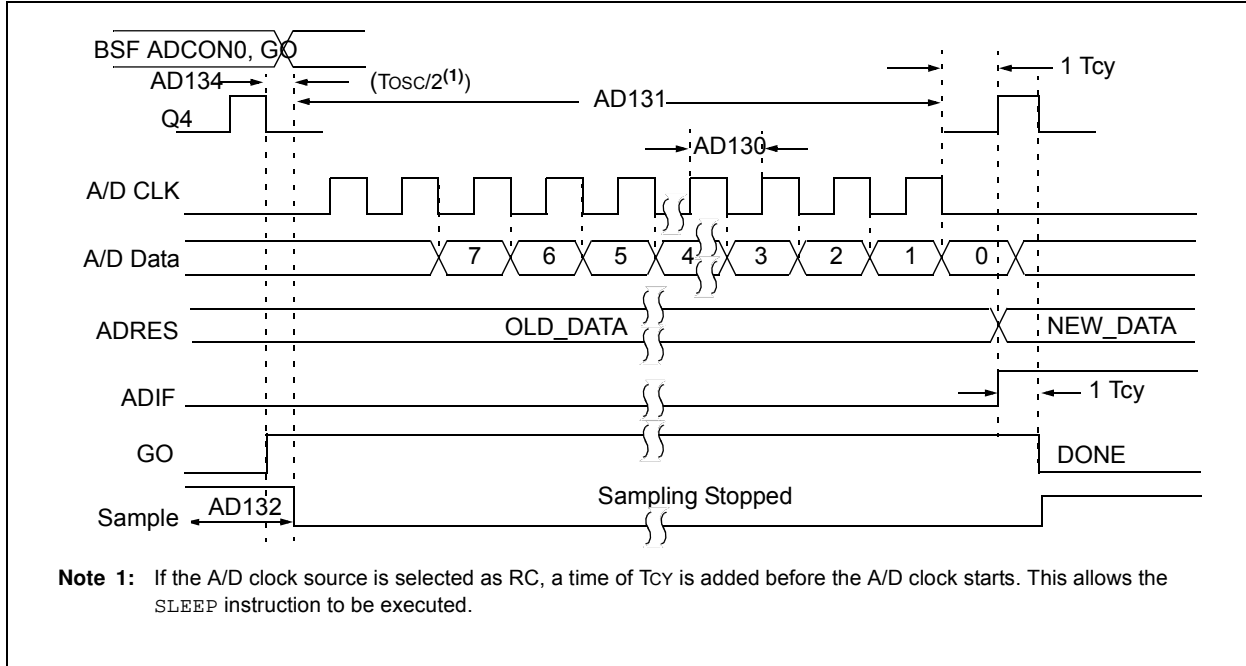 BSF ADCON0, GO
AD134 (TOSC/2(1)) 1 TCY
AD131
Q4
AD130
A/D CLK
A/D Data 7 6 5 4 3 2 1 0
ADRES OLD_DATA NEW_DATA
ADIF 1 TCY
GO DONE
Sample AD132 Sampling Stopped
Note 1: If the A/D clock source is selected as RC, a time of TCY is added before the A/D clock starts. This allows the
SLEEP instruction to be executed.